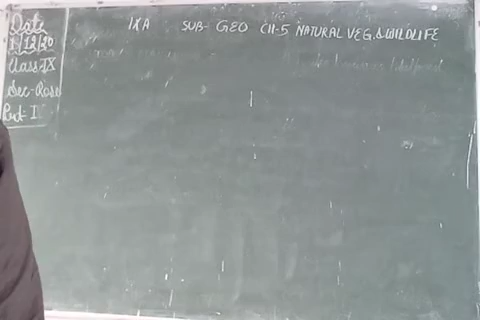 Date
1/12/20
Class-IX
Sec-Rose
Pd-I
IXA SUB- GEO CH-5 NATURAL VEG. & WILDLIFE